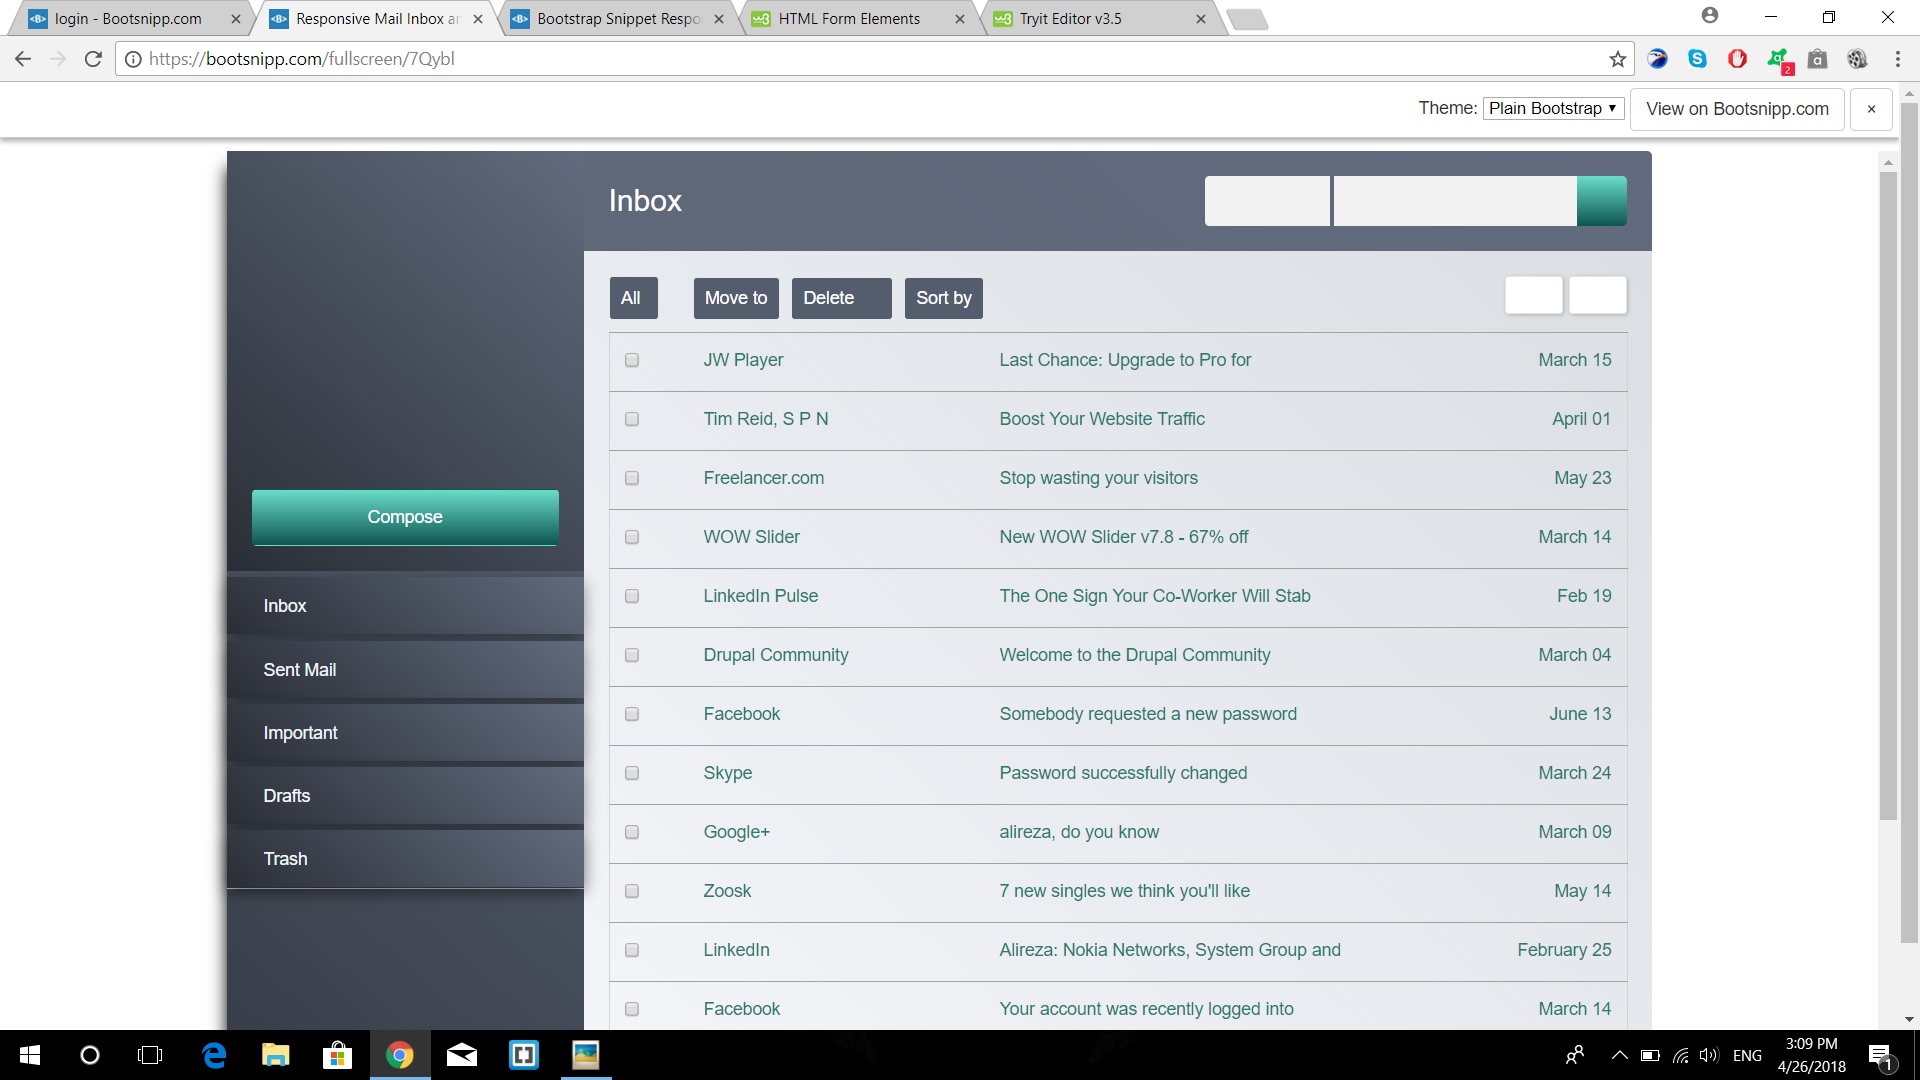 login - Bootsnipp.com
Responsive Mail Inbox ar
Bootstrap Snippet Respo
HTML Form Elements
Tryit Editor v3.5
https://bootsnipp.com/fullscreen/7Qybl
2
Theme: Plain Bootstrap
View on Bootsnipp.com
×
Inbox
All
Move to
Delete
Sort by
JW Player Last Chance: Upgrade to Pro for March 15
Tim Reid, S P N Boost Your Website Traffic April 01
Freelancer.com Stop wasting your visitors May 23
WOW Slider New WOW Slider v7.8 - 67% off March 14
LinkedIn Pulse The One Sign Your Co-Worker Will Stab Feb 19
Drupal Community Welcome to the Drupal Community March 04
Facebook Somebody requested a new password June 13
Skype Password successfully changed March 24
Google+ alireza, do you know March 09
Zoosk 7 new singles we think you'll like May 14
LinkedIn Alireza: Nokia Networks, System Group and February 25
Facebook Your account was recently logged into March 14
Compose
Inbox
Sent Mail
Important
Drafts
Trash
ENG
3:09 PM
4/26/2018
1